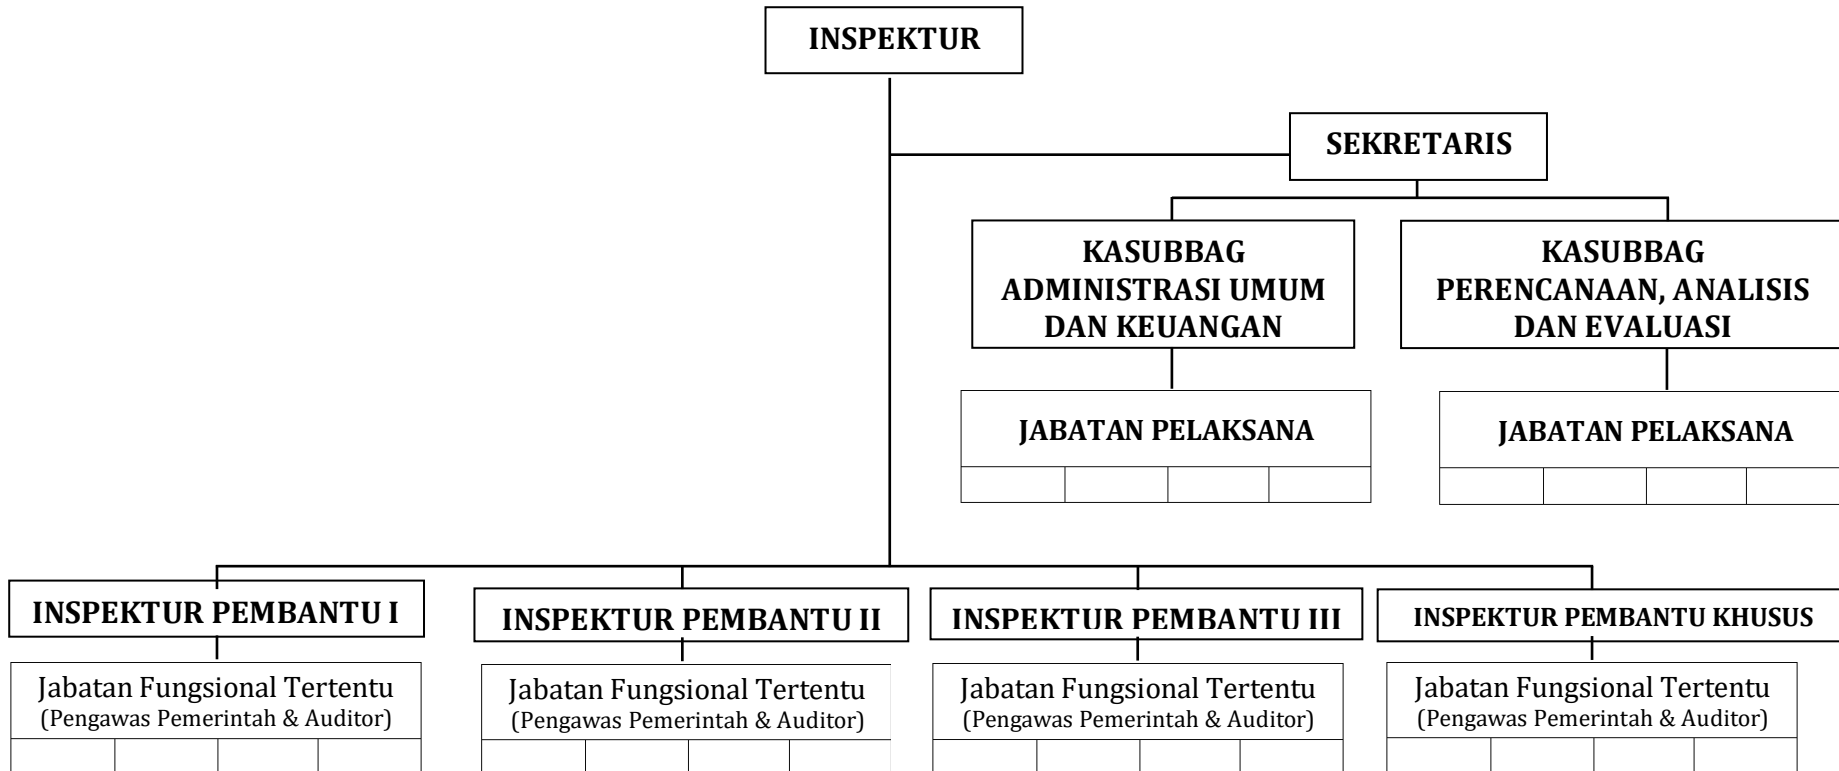 INSPEKTUR
SEKRETARIS
KASUBBAG
ADMINISTRASI UMUM
DAN KEUANGAN
KASUBBAG
PERENCANAAN, ANALISIS
DAN EVALUASI
JABATAN PELAKSANA
JABATAN PELAKSANA
INSPEKTUR PEMBANTU I
INSPEKTUR PEMBANTU II
INSPEKTUR PEMBANTU III
INSPEKTUR PEMBANTU KHUSUS
Jabatan Fungsional Tertentu
(Pengawas Pemerintah & Auditor)
Jabatan Fungsional Tertentu
(Pengawas Pemerintah & Auditor)
Jabatan Fungsional Tertentu
(Pengawas Pemerintah & Auditor)
Jabatan Fungsional Tertentu
(Pengawas Pemerintah & Auditor)